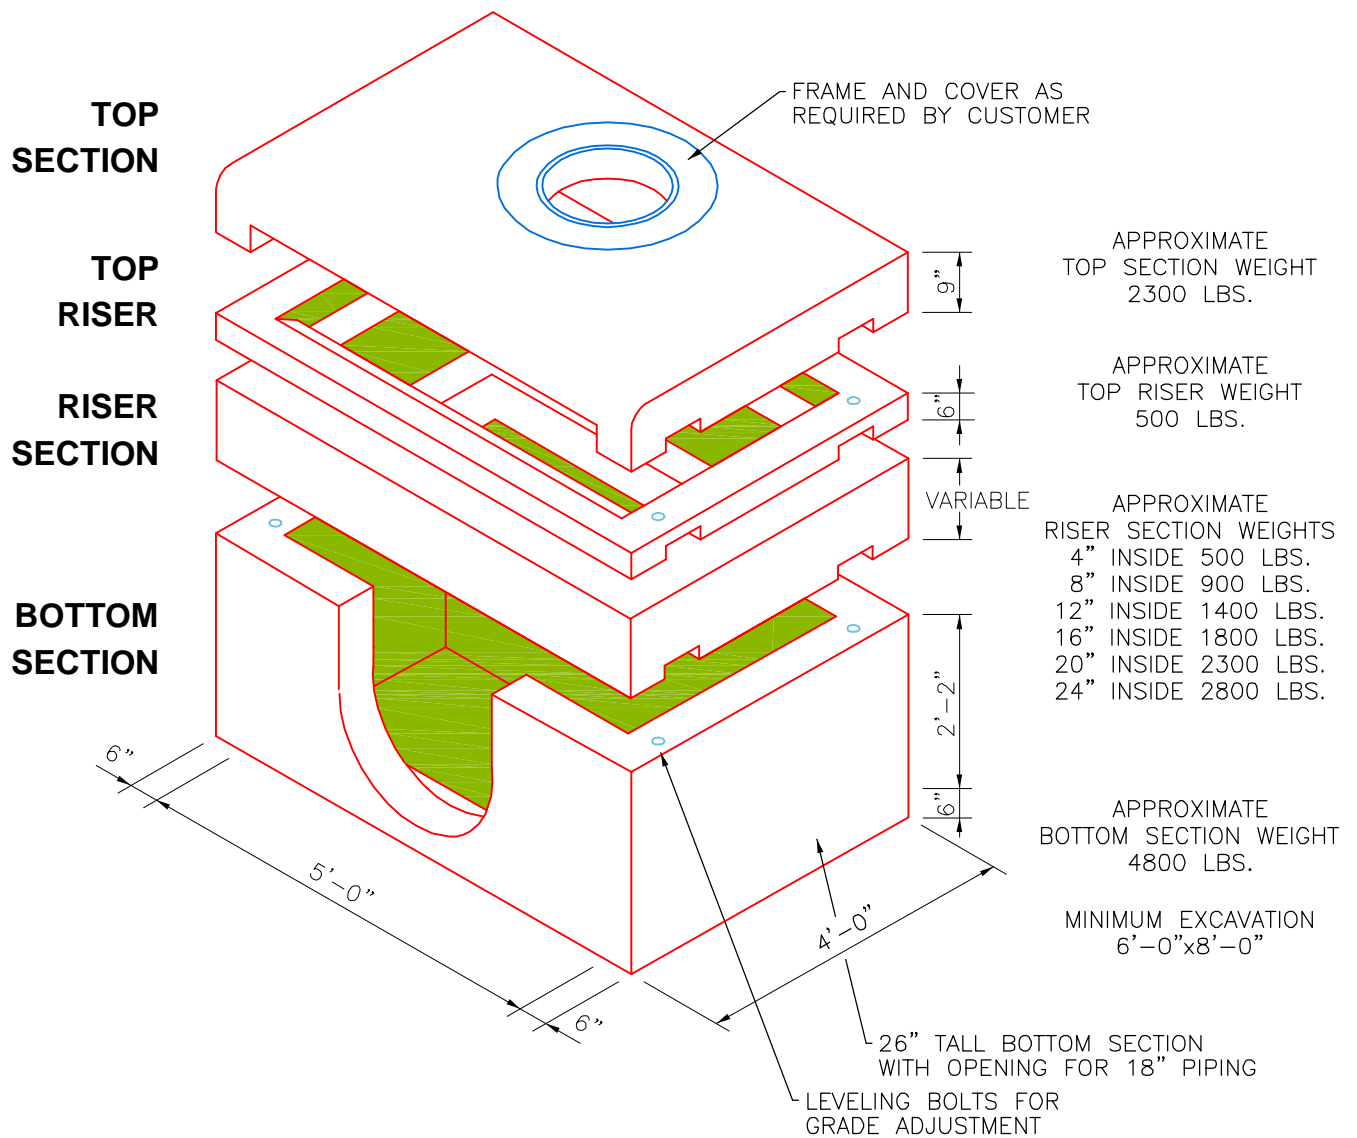 TOP
SECTION
TOP
RISER
RISER
SECTION
BOTTOM
SECTION
FRAME AND COVER AS
REQUIRED BY CUSTOMER
9”
6”
VARIABLE
2’–2”
6”
6”
5’–0”
6”
4’–0”
APPROXIMATE
TOP SECTION WEIGHT
2300 LBS.
APPROXIMATE
TOP RISER WEIGHT
500 LBS.
APPROXIMATE
RISER SECTION WEIGHTS
4” INSIDE 500 LBS.
8” INSIDE 900 LBS.
12” INSIDE 1400 LBS.
16” INSIDE 1800 LBS.
20” INSIDE 2300 LBS.
24” INSIDE 2800 LBS.
APPROXIMATE
BOTTOM SECTION WEIGHT
4800 LBS.
MINIMUM EXCAVATION
6’–0”x8’–0”
26” TALL BOTTOM SECTION
WITH OPENING FOR 18” PIPING
LEVELING BOLTS FOR
GRADE ADJUSTMENT